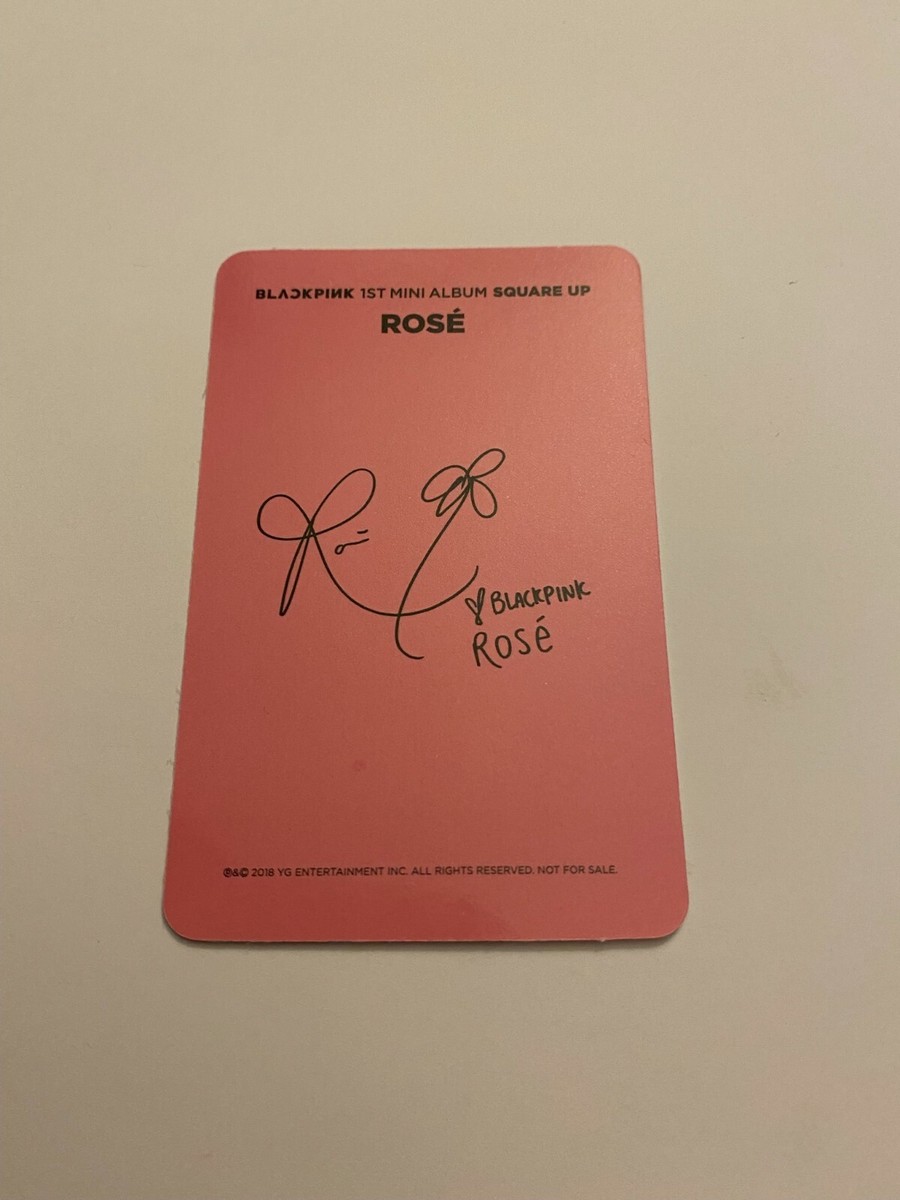 BLACKPINK 1ST MINI ALBUM SQUARE UP
ROSÉ
BLACKPINK
ROSÉ
℗&© 2018 YG ENTERTAINMENT INC. ALL RIGHTS RESERVED. NOT FOR SALE.